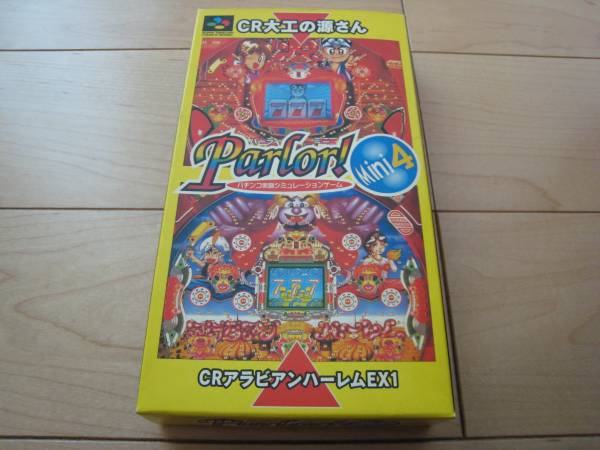 CR大工の源さん
777
Parlor!
Mini 4
パチンコ実機シミュレーションゲーム
777
CRアラビアンハーレムEX1